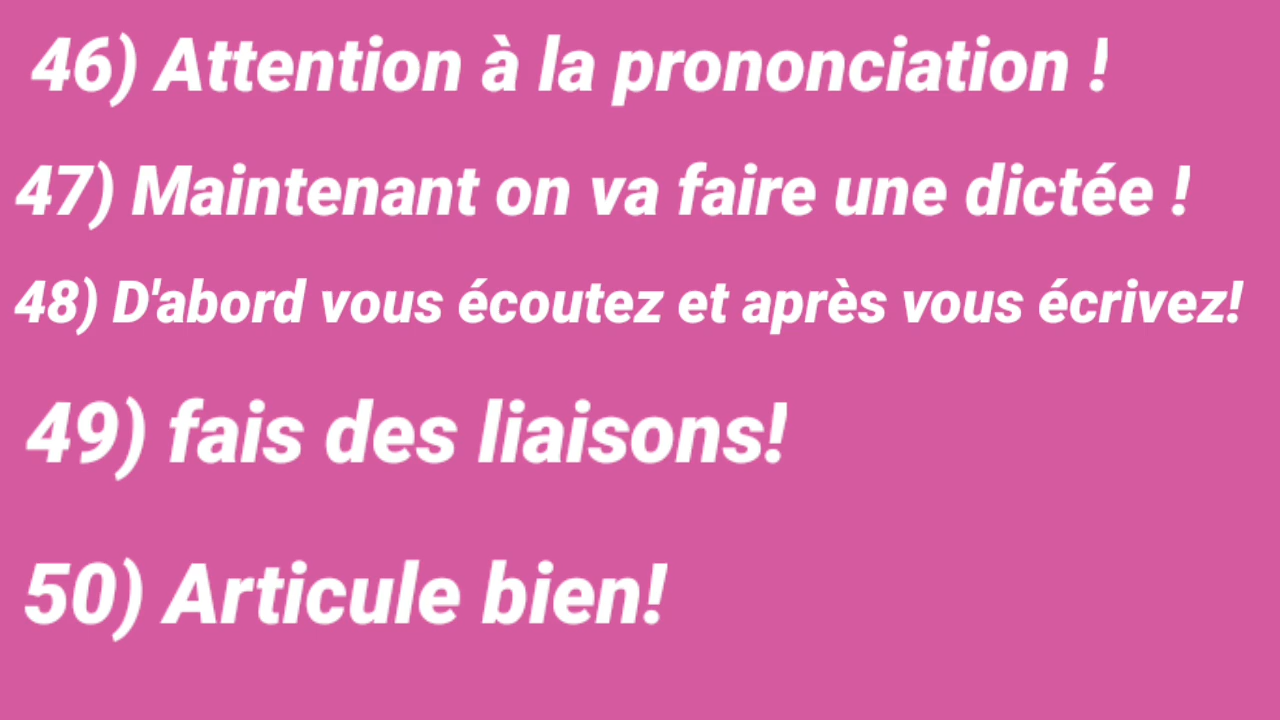 46) Attention à la prononciation !
47) Maintenant on va faire une dictée !
48) D'abord vous écoutez et après vous écrivez!
49) fais des liaisons!
50) Articule bien!